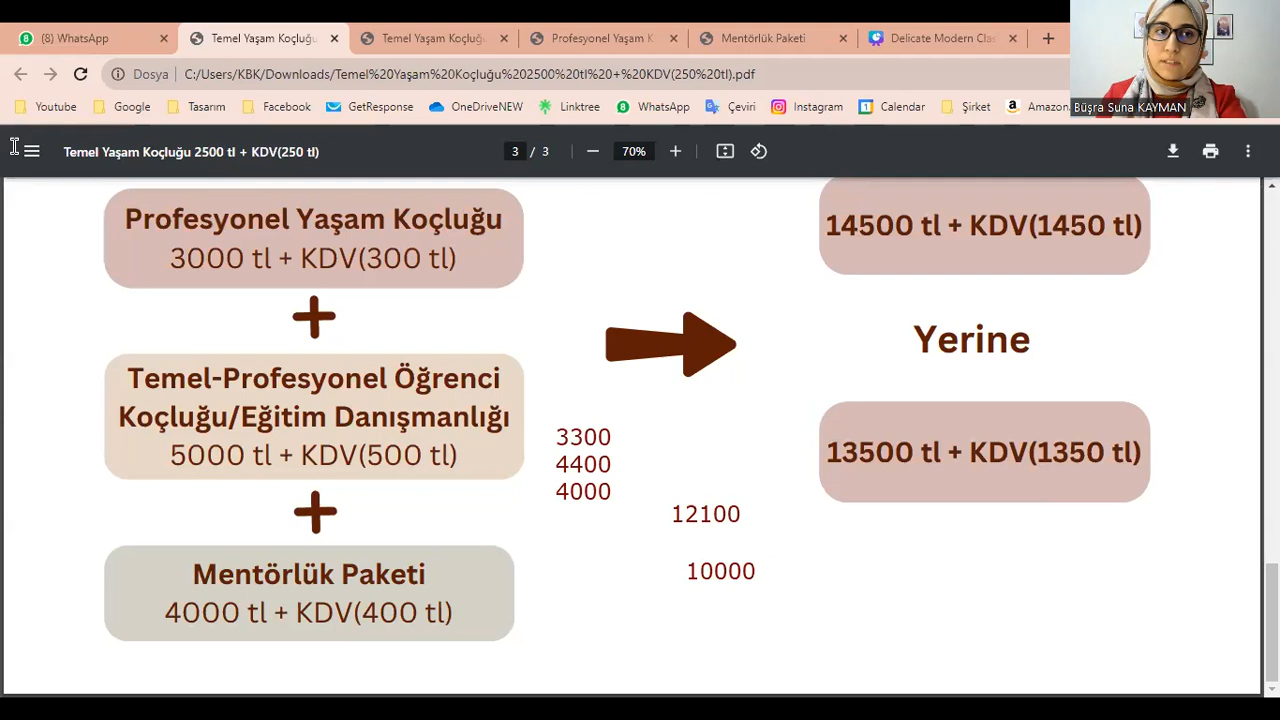 (8) WhatsApp
Temel Yaşam Koçluğu
Temel Yaşam Koçluğu
Profesyonel Yaşam K
Mentörlük Paketi
Delicate Modern Clas
Dosya
C:/Users/KBK/Downloads/Temel%20Yaşam%20Koçluğu%202500%20tl%20+%20KDV(250%20tl).pdf
Youtube
Google
Tasarım
Facebook
GetResponse
OneDriveNEW
Linktree
WhatsApp
Çeviri
Instagram
Calendar
Şirket
Amazon
Büşra Suna KAYMAN
Temel Yaşam Koçluğu 2500 tl + KDV(250 tl)
3 / 3
70%
Profesyonel Yaşam Koçluğu
3000 tl + KDV(300 tl)
+
Temel-Profesyonel Öğrenci
Koçluğu/Eğitim Danışmanlığı
5000 tl + KDV(500 tl)
+
Mentörlük Paketi
4000 tl + KDV(400 tl)
3300
4400
4000
12100
10000
14500 tl + KDV(1450 tl)
Yerine
13500 tl + KDV(1350 tl)